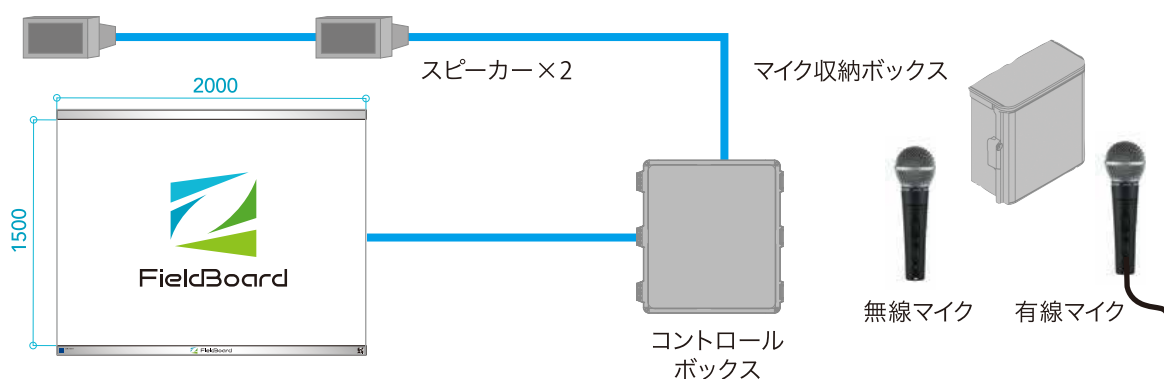 スピーカー×2
マイク収納ボックス
2000
1500
FieldBoard
FieldBoard
コントロール
ボックス
無線マイク
有線マイク